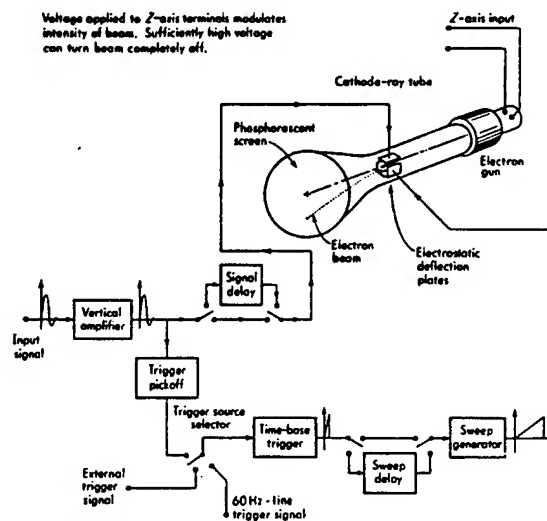 Voltage applied to Z-axis terminals modulates
intensity of beam. Sufficiently high voltage
can turn beam completely off.
Z-axis input
Cathode-ray tube
Phosphorescent
screen
Electron
gun
Electron
beam
Electrostatic
deflection
plates
Signal
delay
Vertical
amplifier
Input
signal
Trigger
pickoff
Trigger source
selector
Time-base
trigger
Sweep
generator
Sweep
delay
External
trigger
signal
60 Hz-line
trigger signal